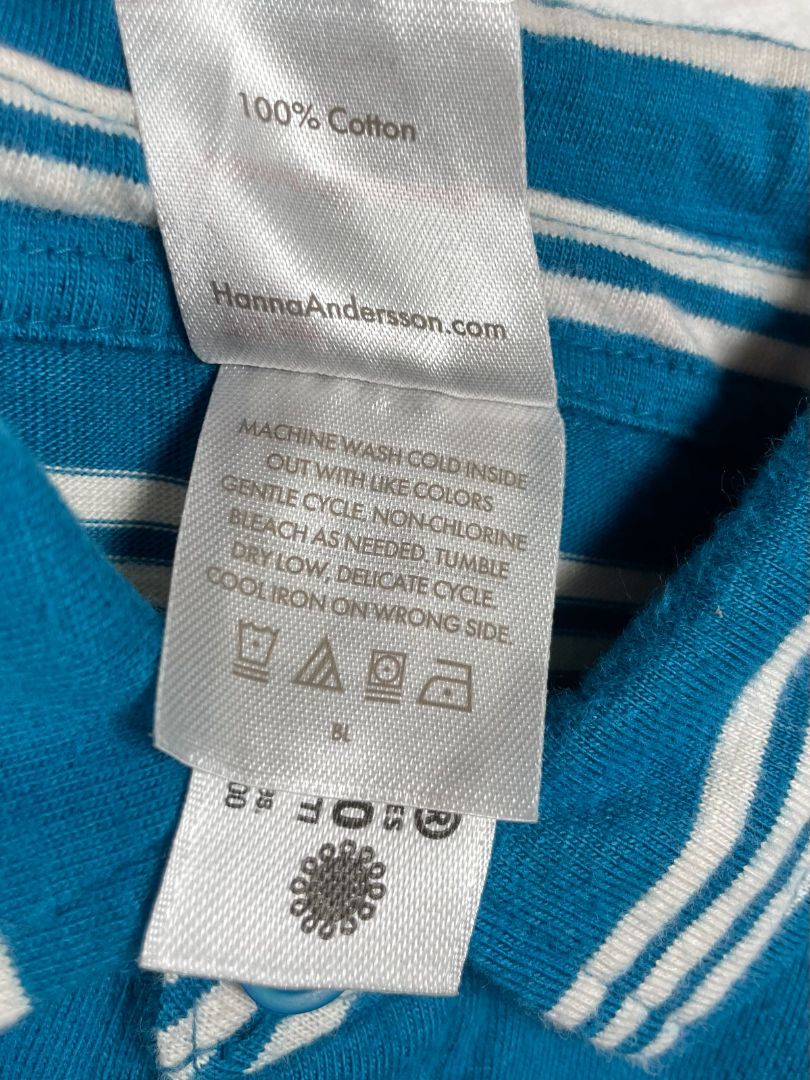 100% Cotton
HannaAndersson.com
MACHINE WASH COLD INSIDE
OUT WITH LIKE COLORS
GENTLE CYCLE, NON-CHLORINE
BLEACH AS NEEDED. TUMBLE
DRY LOW, DELICATE CYCLE.
COOL IRON ON WRONG SIDE.
BL